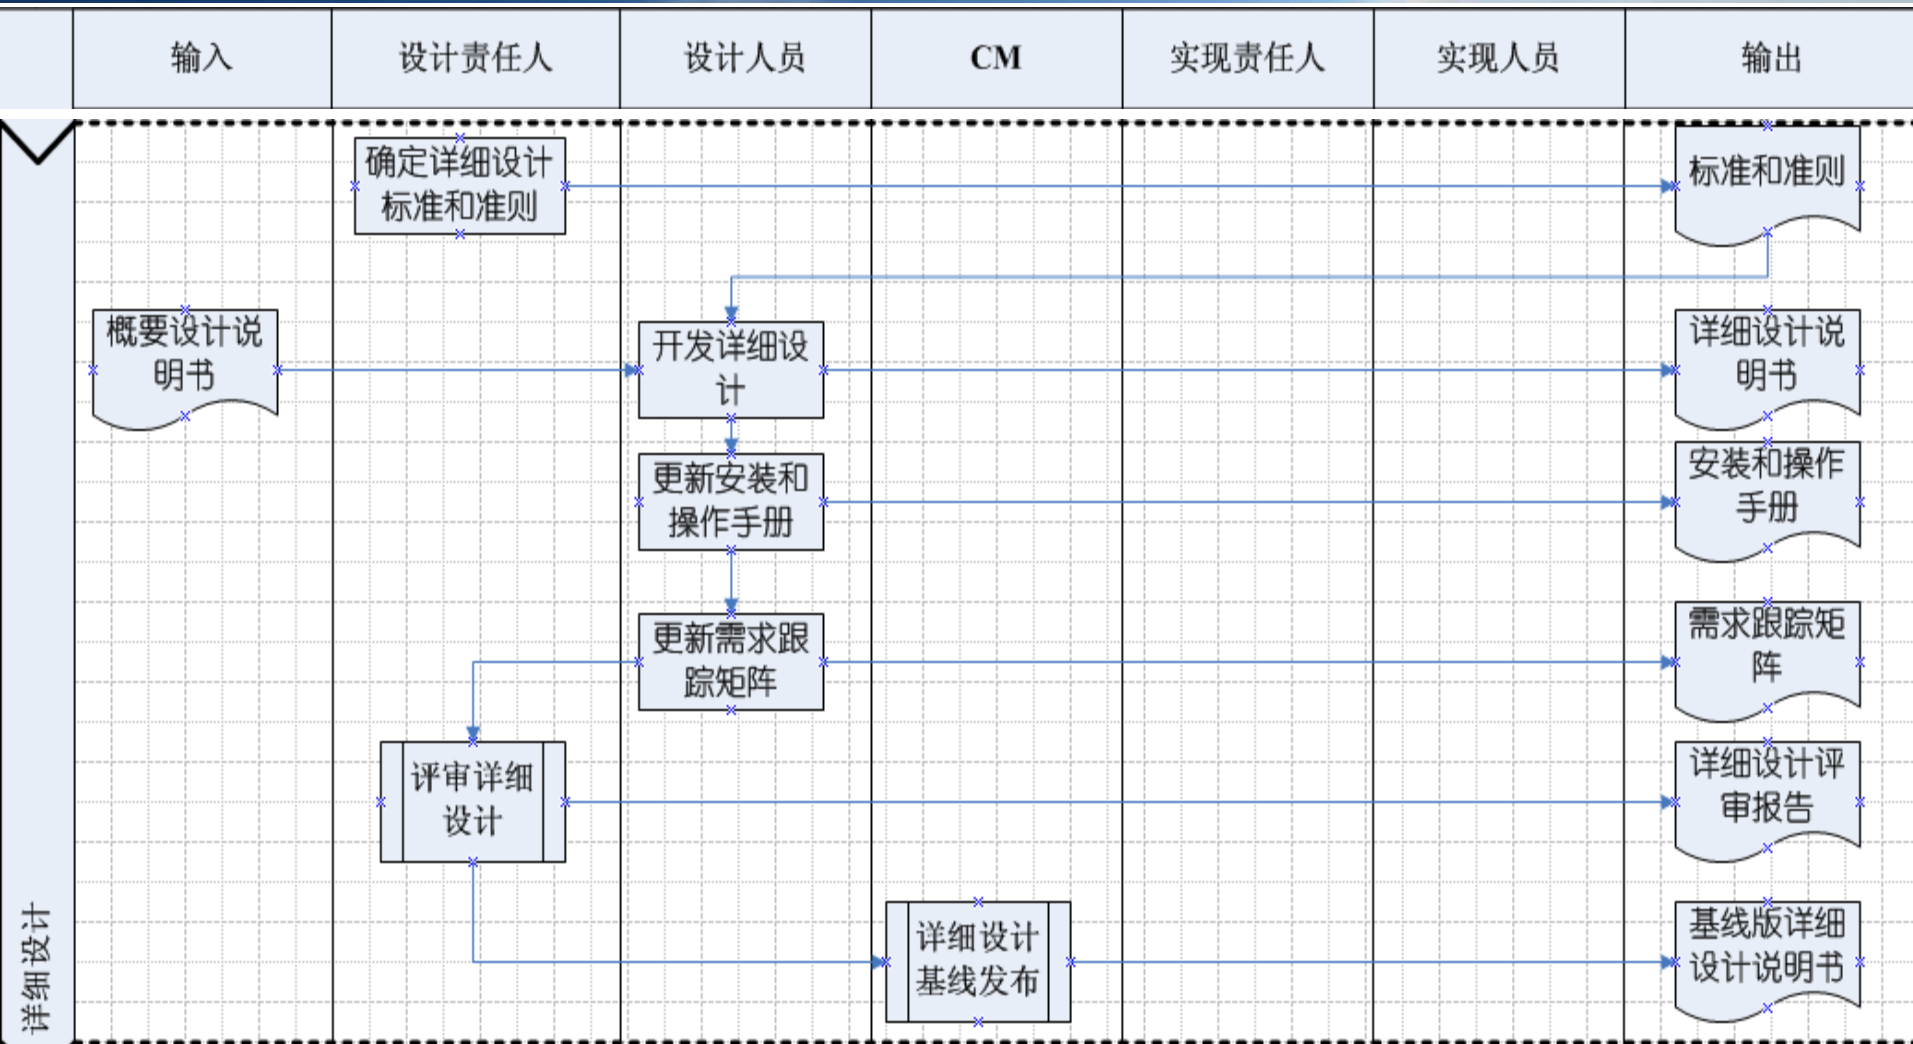 输入
设计责任人
设计人员
CM
实现责任人
实现人员
输出
确定详细设计
标准和准则
标准和准则
概要设计说
明书
开发详细设
计
详细设计说
明书
更新安装和
操作手册
安装和操作
手册
更新需求跟
踪矩阵
需求跟踪矩
阵
评审详细
设计
详细设计评
审报告
详细设计
详细设计
基线发布
基线版详细
设计说明书